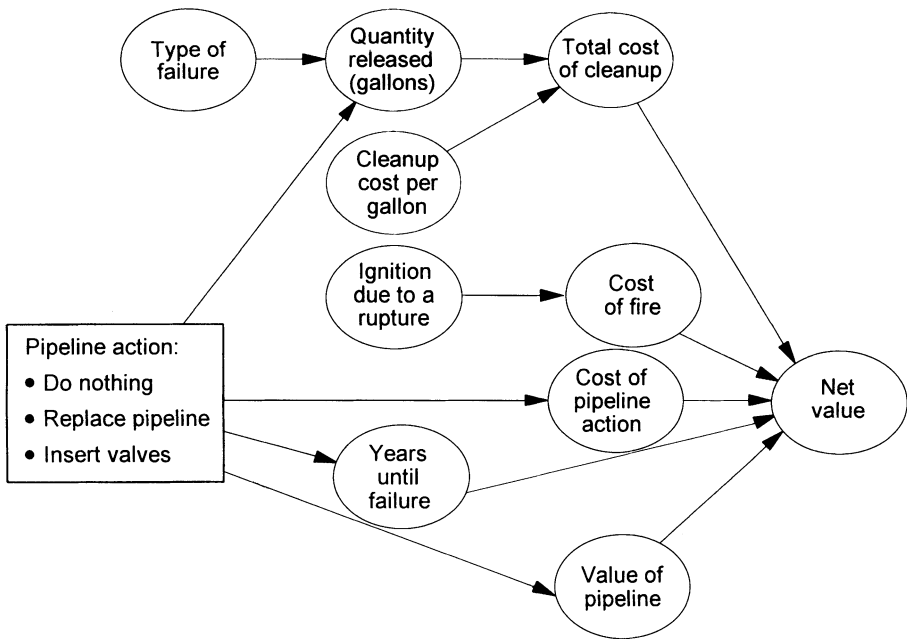 Type of
failure
Quantity
released
(gallons)
Total cost
of cleanup
Cleanup
cost per
gallon
Ignition
due to a
rupture
Cost
of fire
Pipeline action:
• Do nothing
• Replace pipeline
• Insert valves
Cost of
pipeline
action
Net
value
Years
until
failure
Value of
pipeline